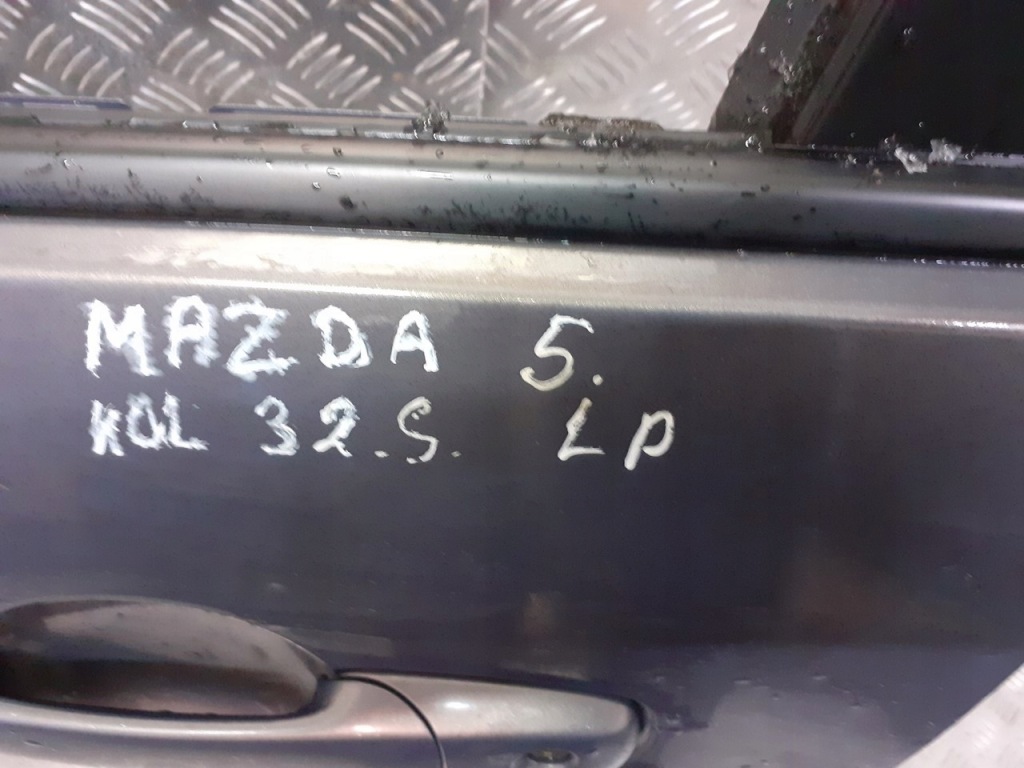 MAZDA 5.
KOL 32.S. LP